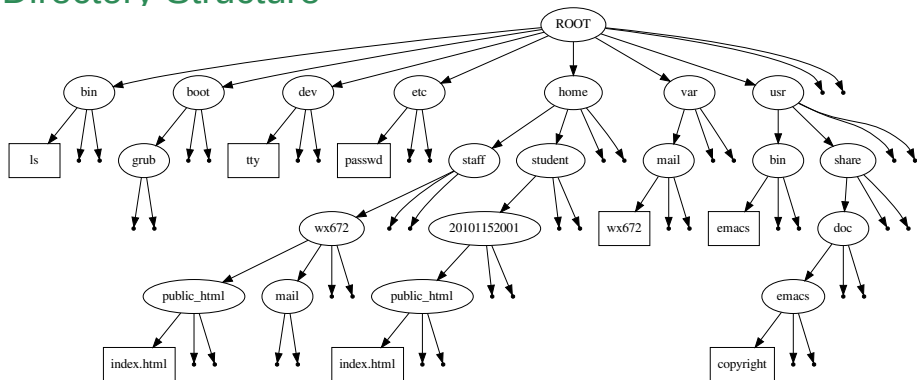 Directory Structure
ROOT
bin boot dev etc home var usr
ls grub tty passwd staff student mail bin share
wx672 20101152001 wx672 emacs doc
public_html mail public_html emacs
index.html index.html copyright